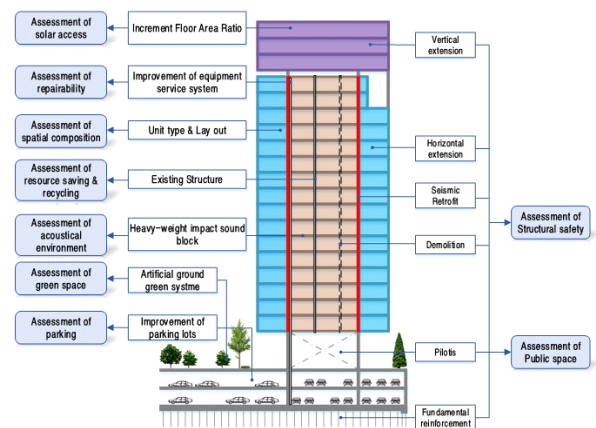 Assessment of
solar access
Increment Floor Area Ratio
Vertical
extension
Assessment of
repairability
Improvement of equipment
service system
Assessment of
spatial composition
Unit type & Lay out
Horizontal
extension
Assessment of
resource saving &
recycling
Existing Structure
Seismic
Retrofit
Assessment of
acoustical
environment
Heavy-weight impact sound
block
Demolition
Assessment of
Structural safety
Assessment of
green space
Artificial ground
green systme
Assessment of
parking
Improvement of
parking lots
Pilotis
Assessment of
Public space
Fundamental
reinforcement